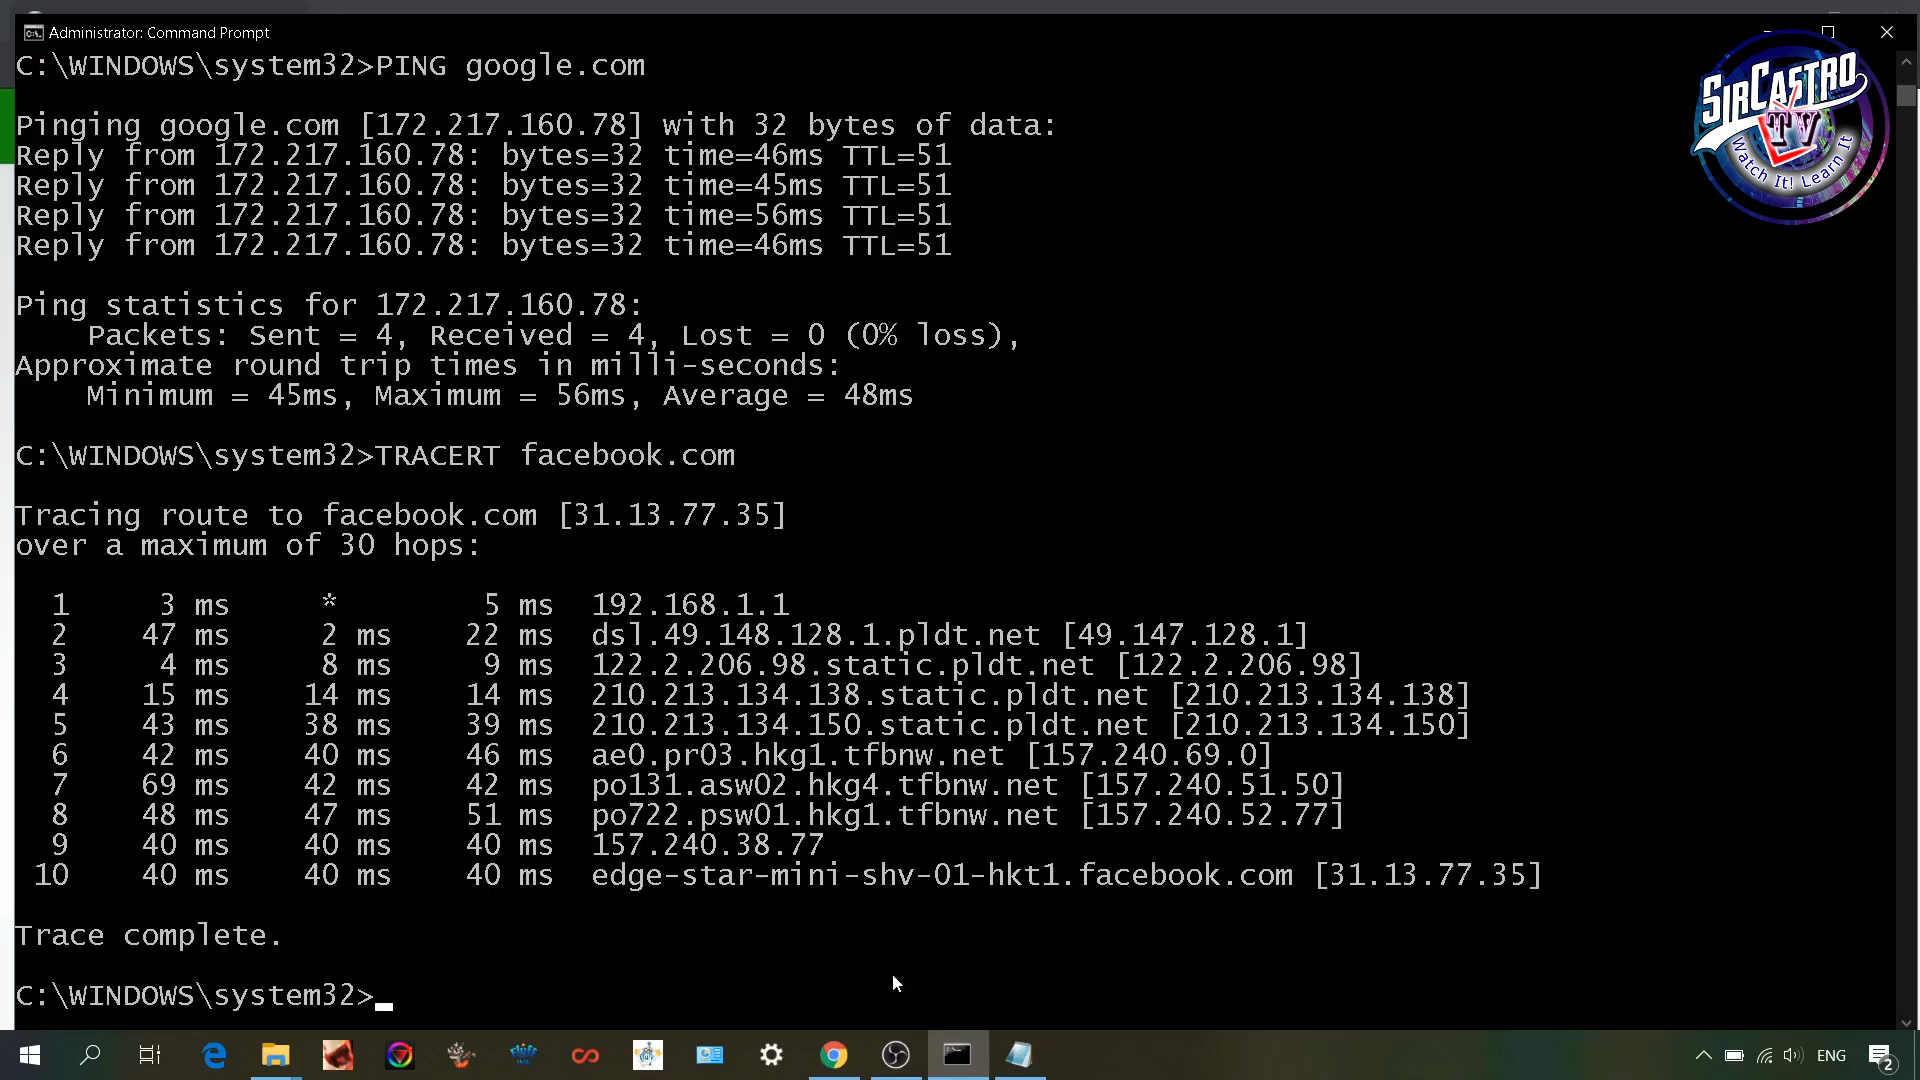 Administrator: Command Prompt
C:\WINDOWS\system32>PING google.com
Pinging google.com [172.217.160.78] with 32 bytes of data:
Reply from 172.217.160.78: bytes=32 time=46ms TTL=51
Reply from 172.217.160.78: bytes=32 time=45ms TTL=51
Reply from 172.217.160.78: bytes=32 time=56ms TTL=51
Reply from 172.217.160.78: bytes=32 time=46ms TTL=51
Ping statistics for 172.217.160.78:
    Packets: Sent = 4, Received = 4, Lost = 0 (0% loss),
Approximate round trip times in milli-seconds:
    Minimum = 45ms, Maximum = 56ms, Average = 48ms
C:\WINDOWS\system32>TRACERT facebook.com
Tracing route to facebook.com [31.13.77.35]
over a maximum of 30 hops:
  1     3 ms     *        5 ms  192.168.1.1
  2    47 ms     2 ms    22 ms  dsl.49.148.128.1.pldt.net [49.147.128.1]
  3     4 ms     8 ms     9 ms  122.2.206.98.static.pldt.net [122.2.206.98]
  4    15 ms    14 ms    14 ms  210.213.134.138.static.pldt.net [210.213.134.138]
  5    43 ms    38 ms    39 ms  210.213.134.150.static.pldt.net [210.213.134.150]
  6    42 ms    40 ms    46 ms  ae0.pr03.hkg1.tfbnw.net [157.240.69.0]
  7    69 ms    42 ms    42 ms  po131.asw02.hkg4.tfbnw.net [157.240.51.50]
  8    48 ms    47 ms    51 ms  po722.psw01.hkg1.tfbnw.net [157.240.52.77]
  9    40 ms    40 ms    40 ms  157.240.38.77
 10    40 ms    40 ms    40 ms  edge-star-mini-shv-01-hkt1.facebook.com [31.13.77.35]
Trace complete.
C:\WINDOWS\system32>
SIRCASTRO
TV
Watch It! Learn It
ENG
2